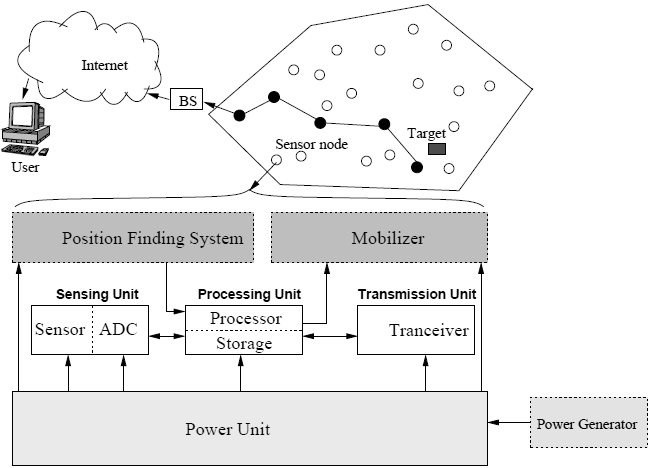 Internet
BS
User
Sensor node
Target
Position Finding System
Mobilizer
Sensing Unit
Processing Unit
Transmission Unit
Sensor
ADC
Processor
Storage
Tranceiver
Power Unit
Power Generator